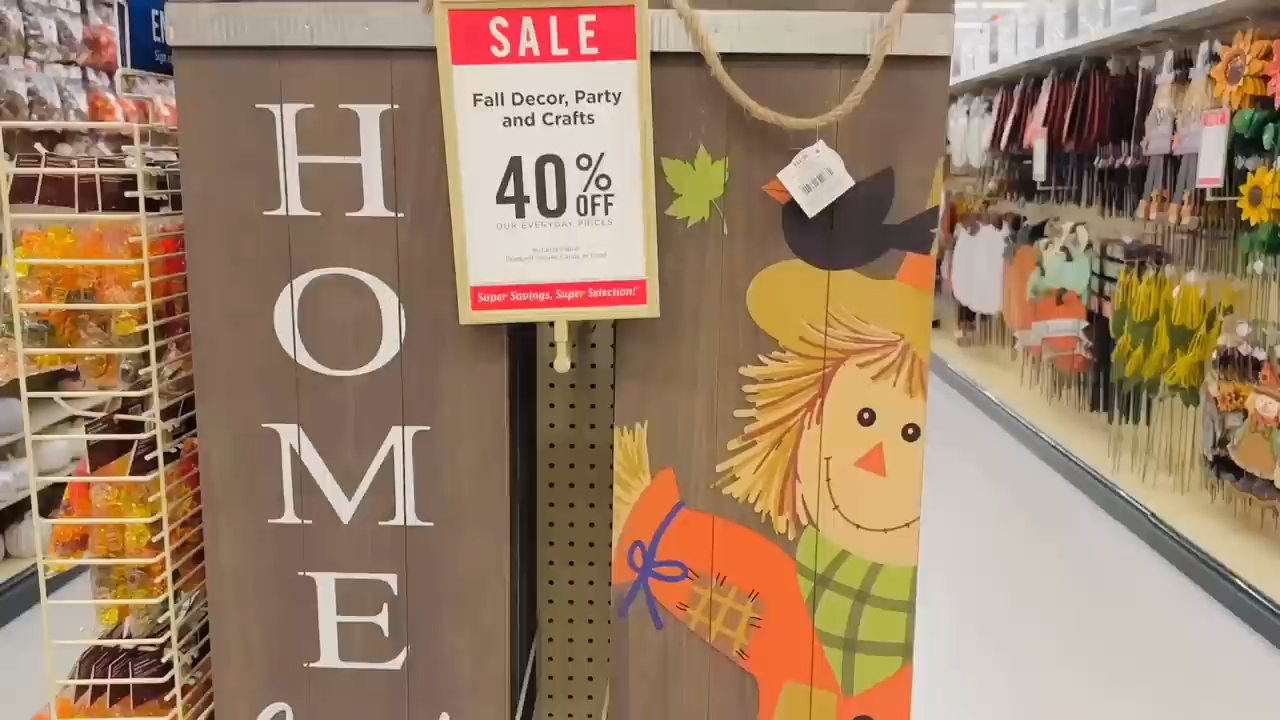 SALE
Fall Decor, Party
and Crafts
40% OFF
OUR EVERYDAY PRICES
Super Savings, Super Selection!
H
O
M
E